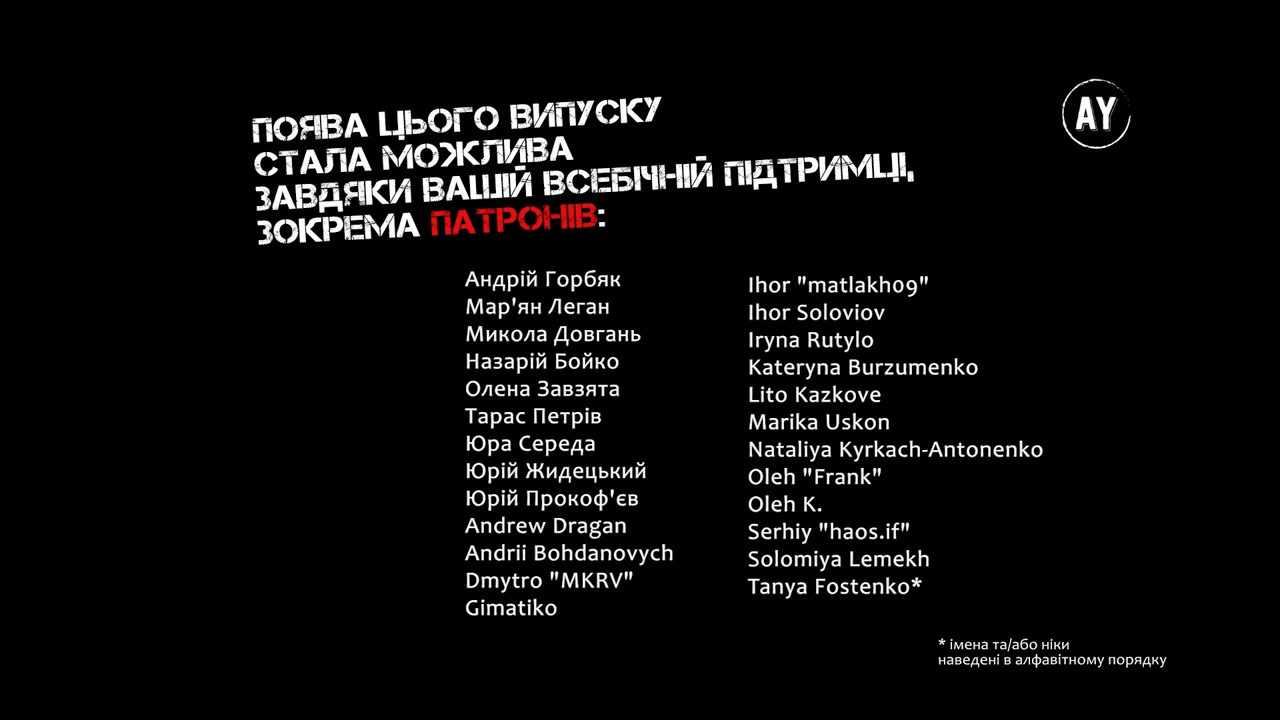 ПОЯВА ЦЬОГО ВИПУСКУ
СТАЛА МОЖЛИВА
ЗАВДЯКИ ВАШІЙ ВСЕБІЧНІЙ ПІДТРИМЦІ,
ЗОКРЕМА ПАТРОНІВ:
АУ
Андрій Горбяк
Мар'ян Леган
Микола Довгань
Назарій Бойко
Олена Завзята
Тарас Петрів
Юра Середа
Юрій Жидецький
Юрій Прокоф'єв
Andrew Dragan
Andrii Bohdanovych
Dmytro "MKRV"
Gimatiko
Ihor "matlakh09"
Ihor Soloviov
Iryna Rutylo
Kateryna Burzumenko
Lito Kazkove
Marika Uskon
Nataliya Kyrkach-Antonenko
Oleh "Frank"
Oleh K.
Serhiy "haos.if"
Solomiya Lemekh
Tanya Fostenko*
* імена та/або ніки
наведені в алфавітному порядку